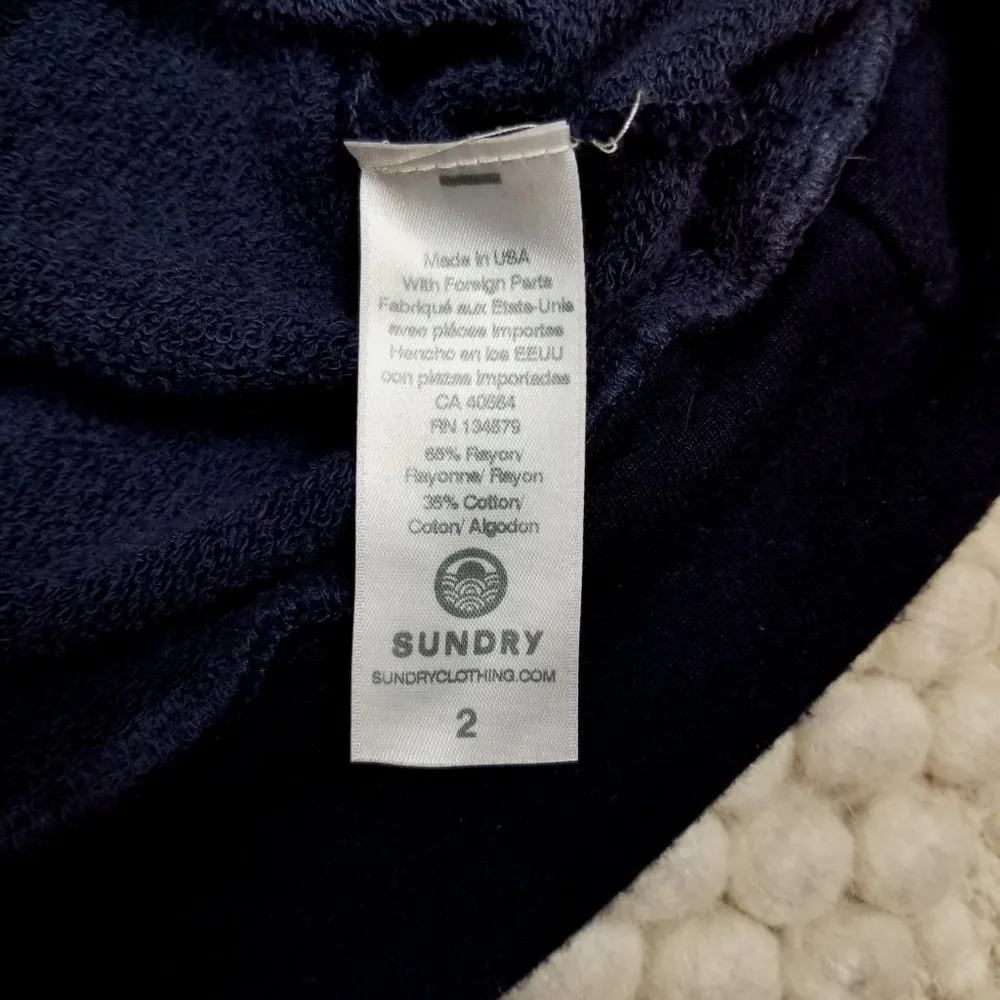 Made in USA
With Foreign Parts
Fabriqué aux Etats-Unis
avec pièces importes
Hencho en los EEUU
con piezas importadas
CA 40564
RN 134579
65% Rayon/
Rayonne/ Rayon
35% Cotton/
Coton/ Algodon
SUNDRY
SUNDRYCLOTHING.COM
2